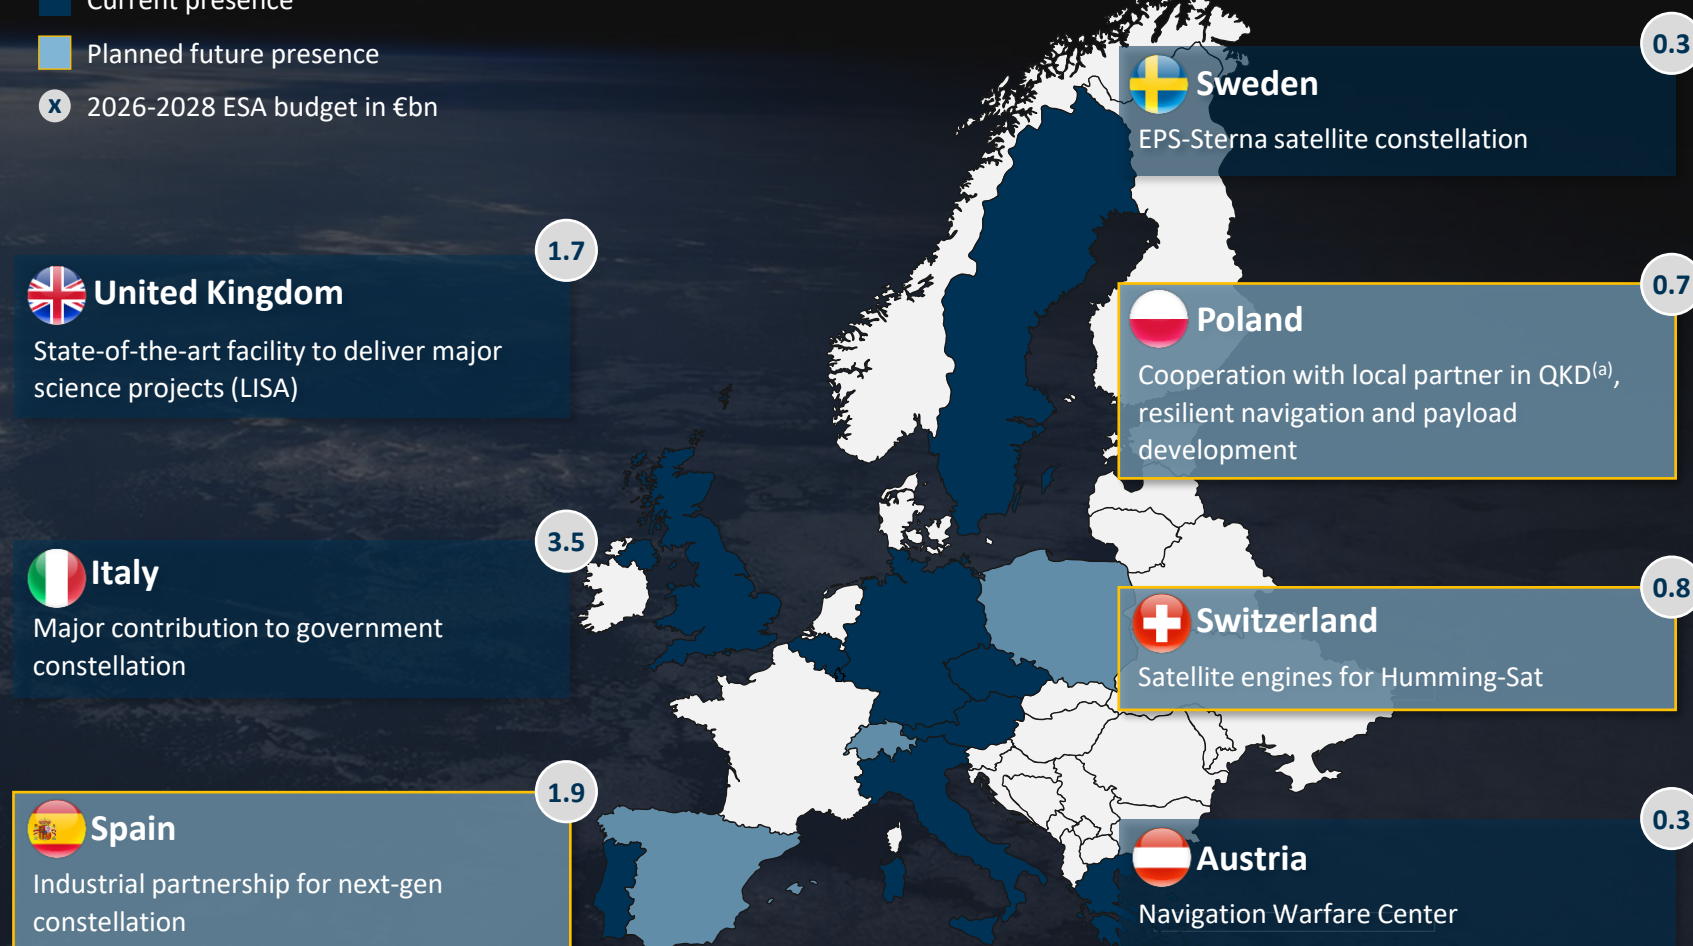 Current presence
Planned future presence
X 2026-2028 ESA budget in €bn
1.7
United Kingdom
State-of-the-art facility to deliver major
science projects (LISA)
3.5
Italy
Major contribution to government
constellation
1.9
Spain
Industrial partnership for next-gen
constellation
0.3
Sweden
EPS-Sterna satellite constellation
0.7
Poland
Cooperation with local partner in QKD(a),
resilient navigation and payload
development
0.8
Switzerland
Satellite engines for Humming-Sat
0.3
Austria
Navigation Warfare Center